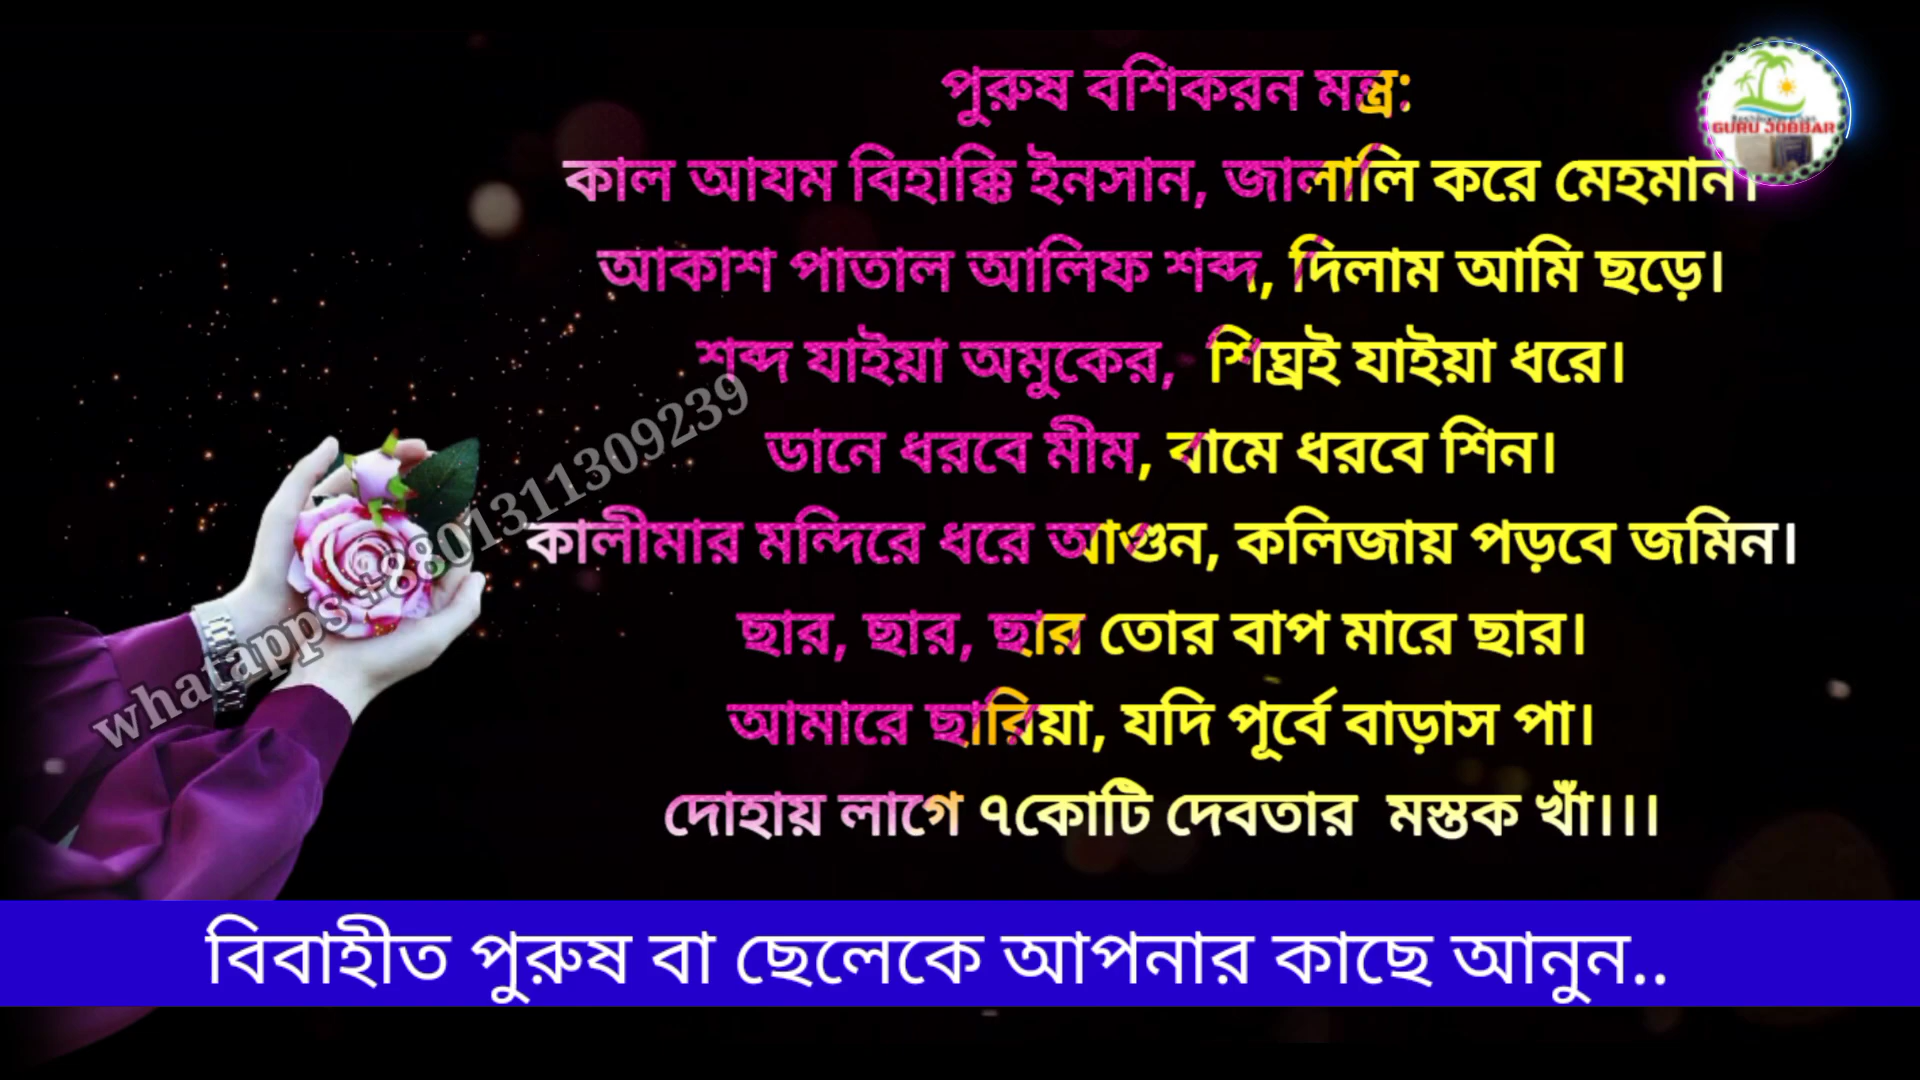 পুরুষ বশিকরন মন্ত্র:
GURU JOBBAR
কাল আযম বিহাক্কি ইনসান, জালালি করে মেহমান।
আকাশ পাতাল আলিফ শব্দ, দিলাম আমি ছড়ে।
শব্দ যাইয়া অমুকের, শিঘ্রই যাইয়া ধরে।
ডানে ধরবে মীম, বামে ধরবে শিন।
whatapps +8801311309239
কালীমার মন্দিরে ধরে আগুন, কলিজায় পড়বে জমিন।
ছার, ছার, ছার তোর বাপ মারে ছার।
আমারে ছারিয়া, যদি পূর্বে বাড়াস পা।
দোহায় লাগে ৭কোটি দেবতার মস্তক খাঁ।।।
বিবাহীত পুরুষ বা ছেলেকে আপনার কাছে আনুন..